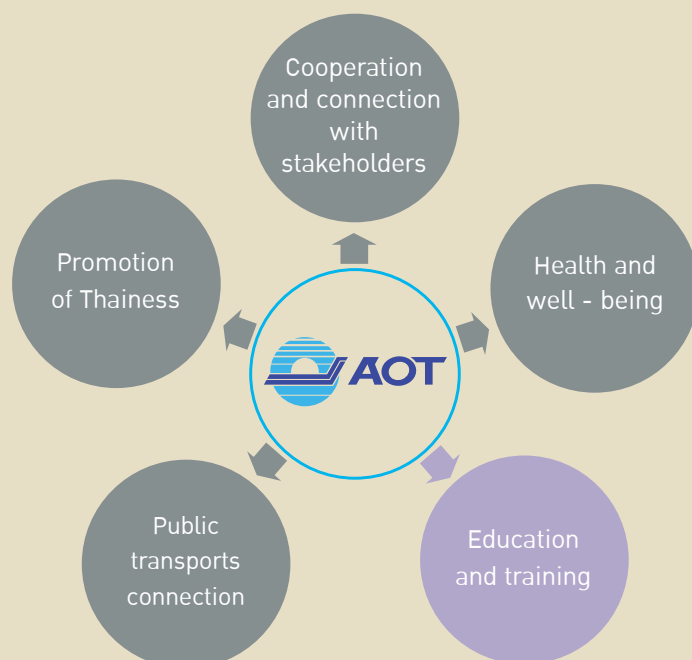 Cooperation
and connection
with
stakeholders
Promotion
of Thainess
Health and
well - being
AOT
Public
transports
connection
Education
and training